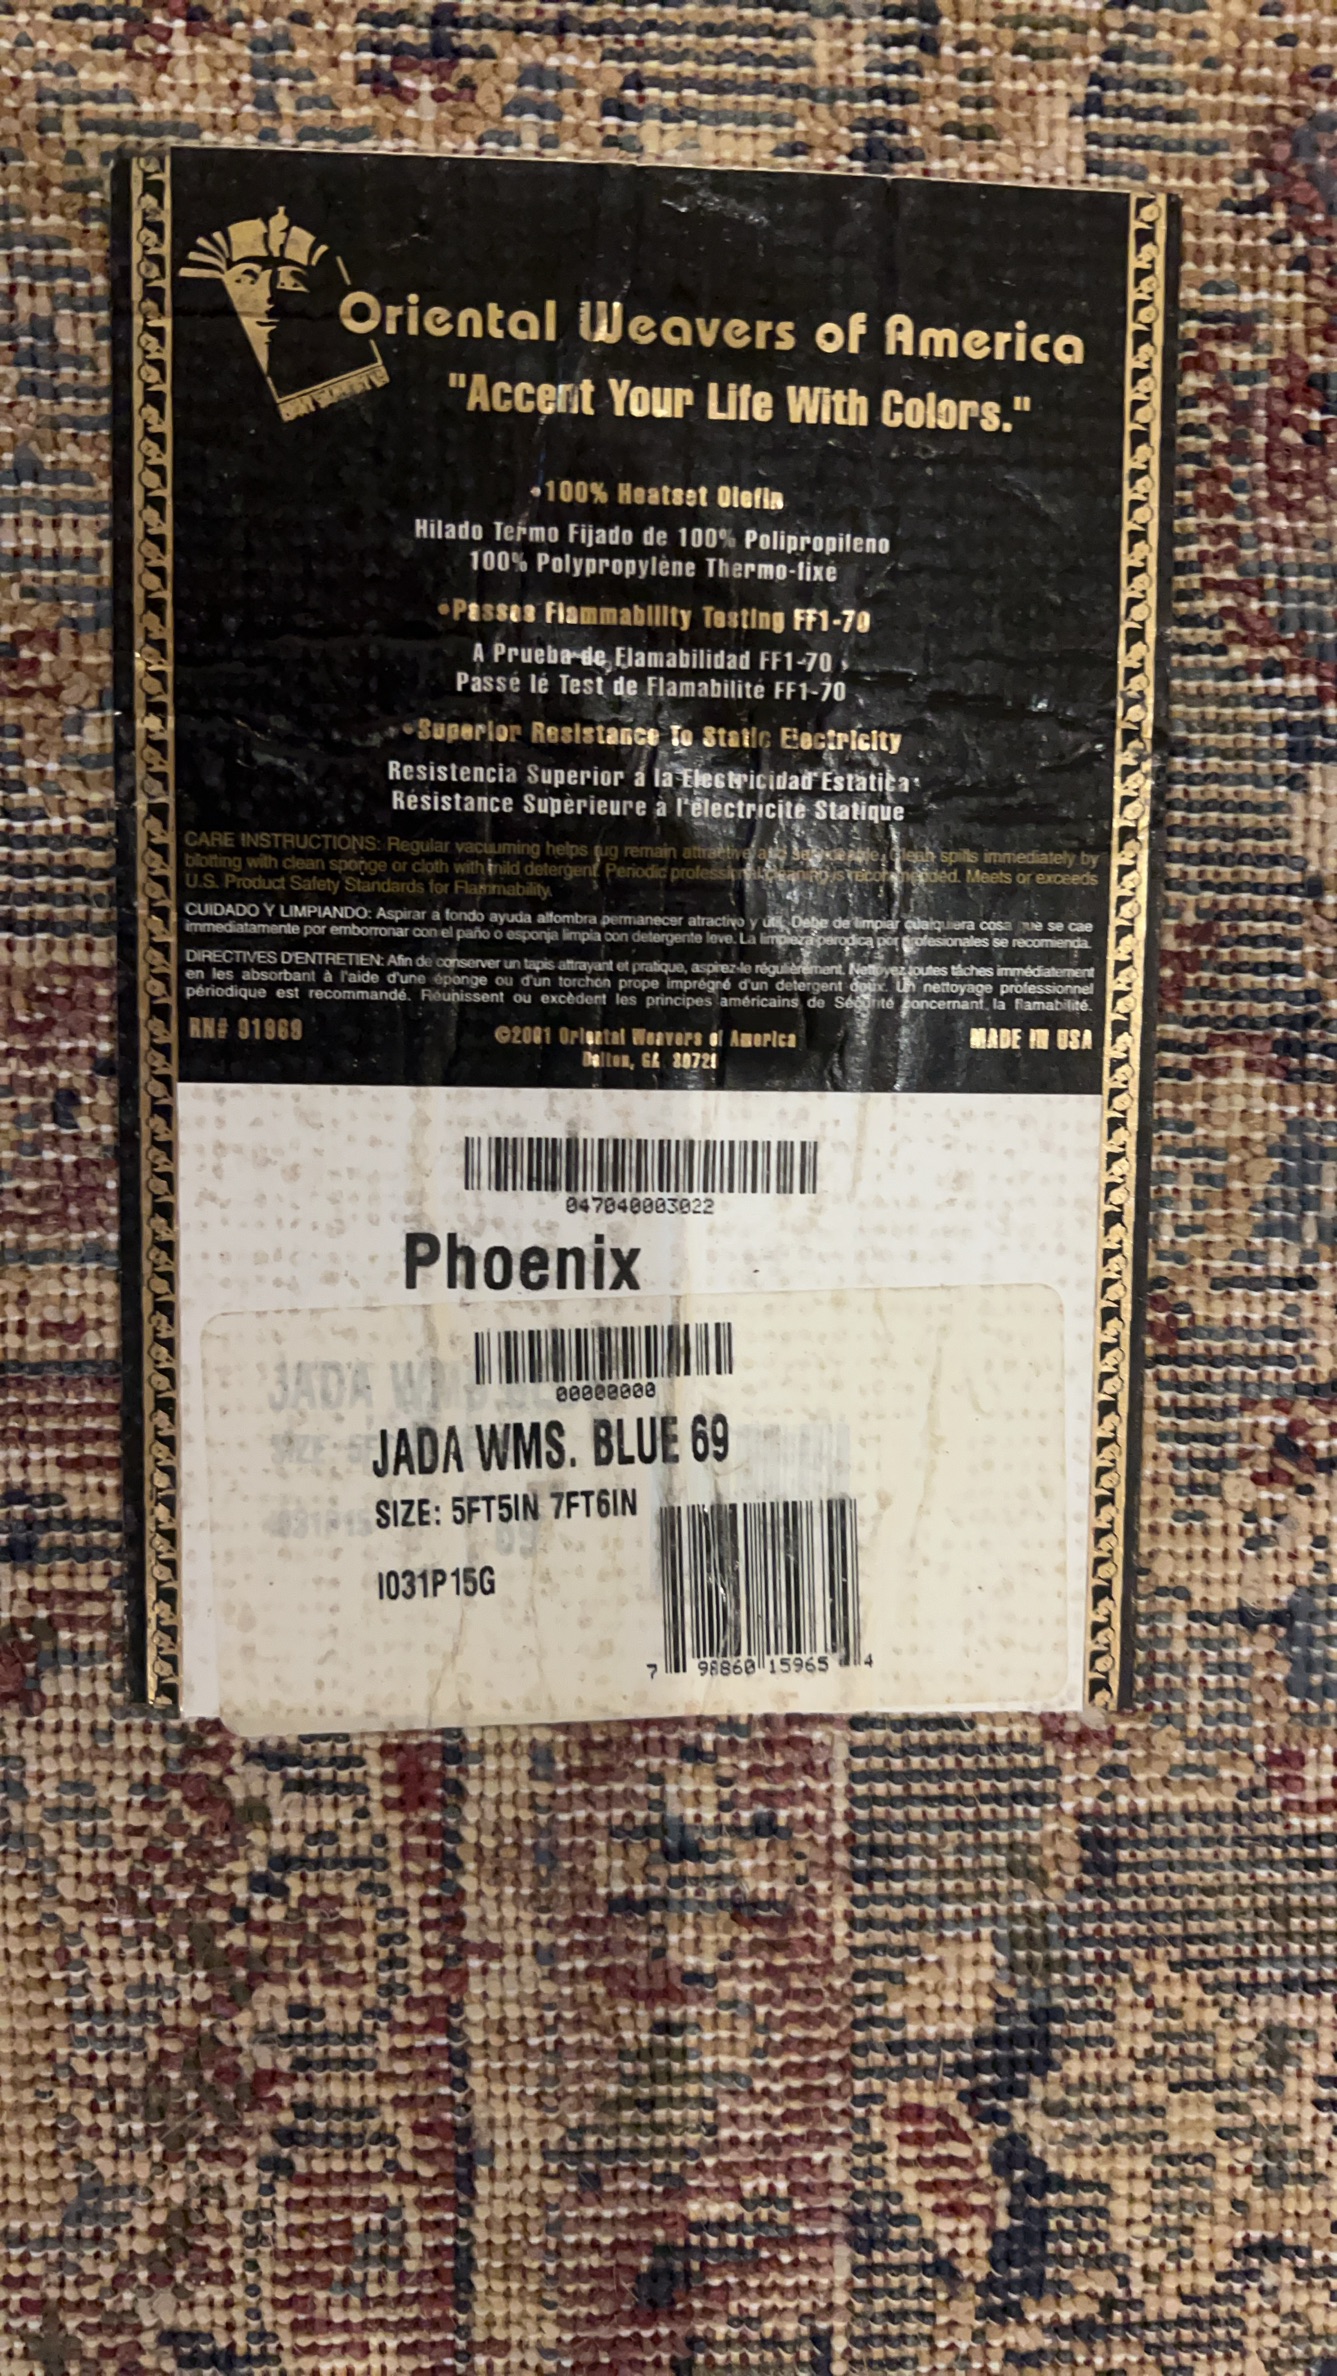 Oriental Weavers of America
"Accent Your Life With Colors."
•100% Heatset Olefin
Hilado Termo Fijado de 100% Polipropileno
100% Polypropylène Thermo-fixé
•Passes Flammability Testing FF1-70
A Prueba de Flamabilidad FF1-70
Passé lé Test de Flamabilité FF1-70
•Superior Resistance To Static Electricity
Resistencia Superior á la Electricidad Estatica
Résistance Supérieure à l'électricité Statique
CARE INSTRUCTIONS: Regular vacuuming helps rug remain attractive and serviceable. Clean spills immediately by
blotting with clean sponge or cloth with mild detergent. Periodic professional cleaning is recommended. Meets or exceeds
U.S. Product Safety Standards for Flammability.
CUIDADO Y LIMPIANDO: Aspirar a fondo ayuda alfombra permanecer atractivo y útil. Debe de limpiar cualquiera cosa que se cae
immediatamente por emborronar con el paño o esponja limpia con detergente leve. La limpieza perodica por profesionales se recomienda.
DIRECTIVES D'ENTRETIEN: Afin de conserver un tapis attrayant et pratique, aspirez-le régulièrement. Nettoyez toutes tâches immédiatement
en les absorbant à l'aide d'une éponge ou d'un torchon prope imprégré d'un detergent doux. Un nettoyage professionnel
périodique est recommandé. Réunissent ou excèdent les principes américains de Sécurité concernant la flamabilité.
RN# 91969 ©2001 Oriental Weavers of America MADE IN USA
Dalton, GA 30721
047040003022
Phoenix
00000000
JADA WMS. BLUE 69
SIZE: 5FT5IN 7FT6IN
I031P15G
7 98860 15965 4